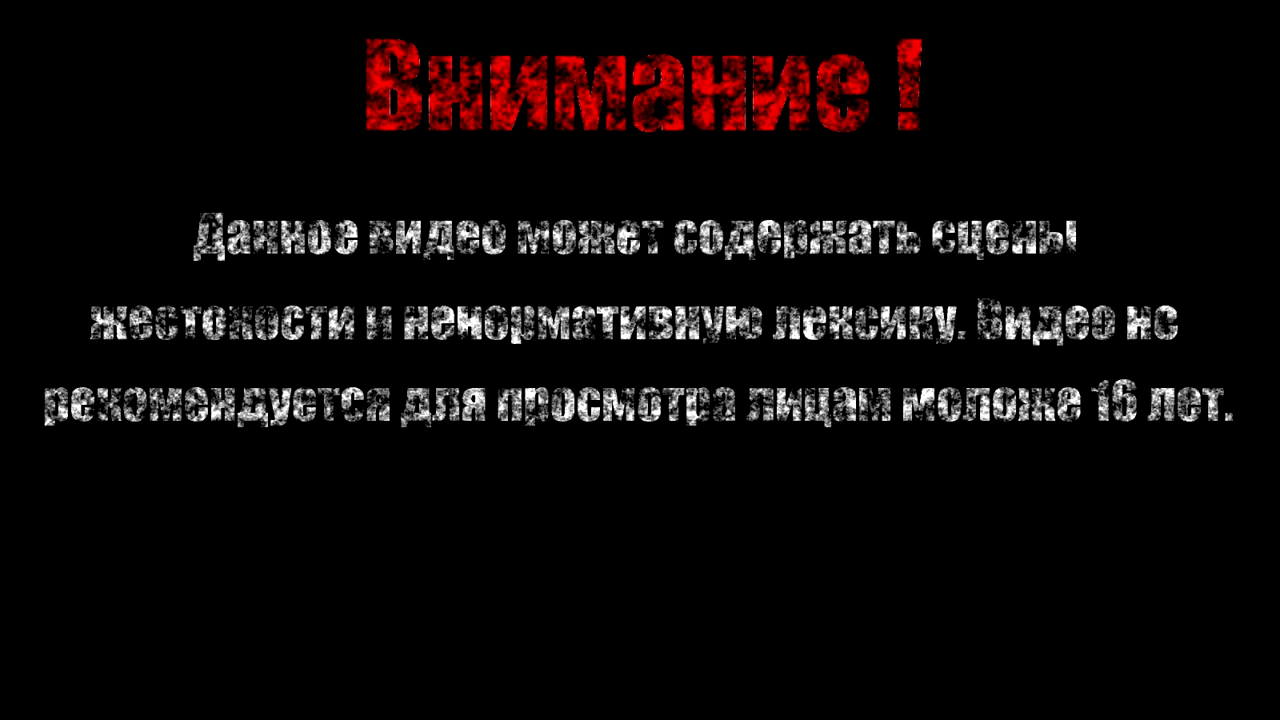 Внимание !
Данное видео может содержать сцены
жестокости и ненормативную лексику. Видео не
рекомендуется для просмотра лицам моложе 16 лет.